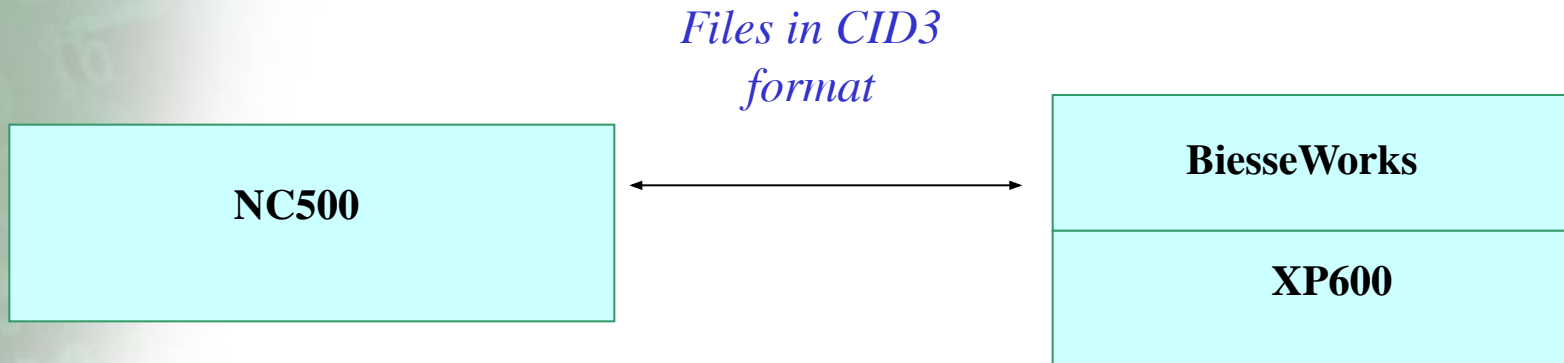 Files in CID3
format
NC500
BiesseWorks
XP600